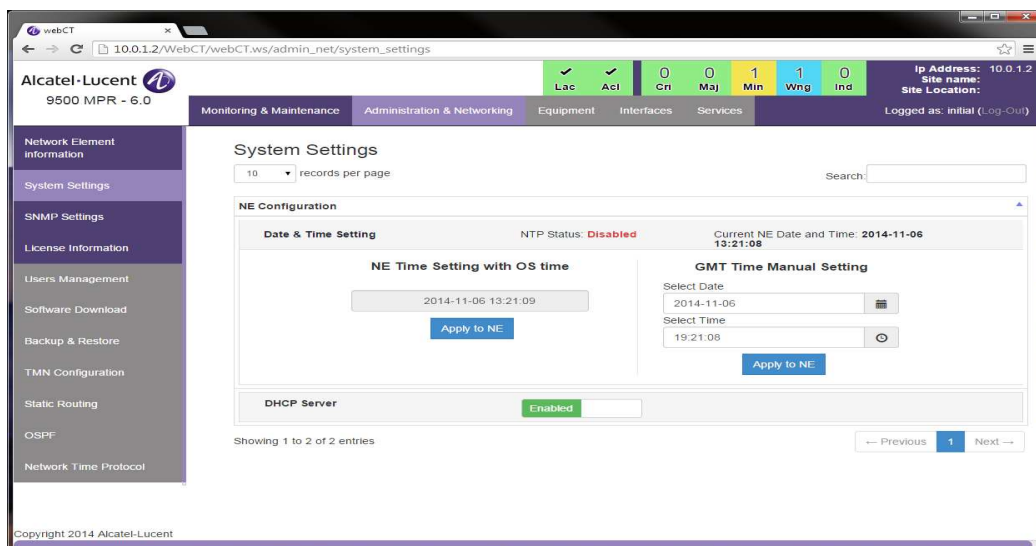 webCT
10.0.1.2/WebCT/webCT.ws/admin_net/system_settings
Alcatel·Lucent
9500 MPR - 6.0
Lac
Acl
0
Cri
0
Maj
1
Min
1
Wng
0
Ind
Ip Address: 10.0.1.2
Site name:
Site Location:
Monitoring & Maintenance Administration & Networking Equipment Interfaces Services
Logged as: initial (Log-Out)
Network Element
information
System Settings
SNMP Settings
License Information
Users Management
Software Download
Backup & Restore
TMN Configuration
Static Routing
OSPF
Network Time Protocol
System Settings
10 records per page
Search:
NE Configuration
Date & Time Setting
NTP Status: Disabled
Current NE Date and Time: 2014-11-06
13:21:08
NE Time Setting with OS time
2014-11-06 13:21:09
Apply to NE
GMT Time Manual Setting
Select Date
2014-11-06
Select Time
19:21:08
Apply to NE
DHCP Server
Enabled
Showing 1 to 2 of 2 entries
← Previous 1 Next →
Copyright 2014 Alcatel-Lucent